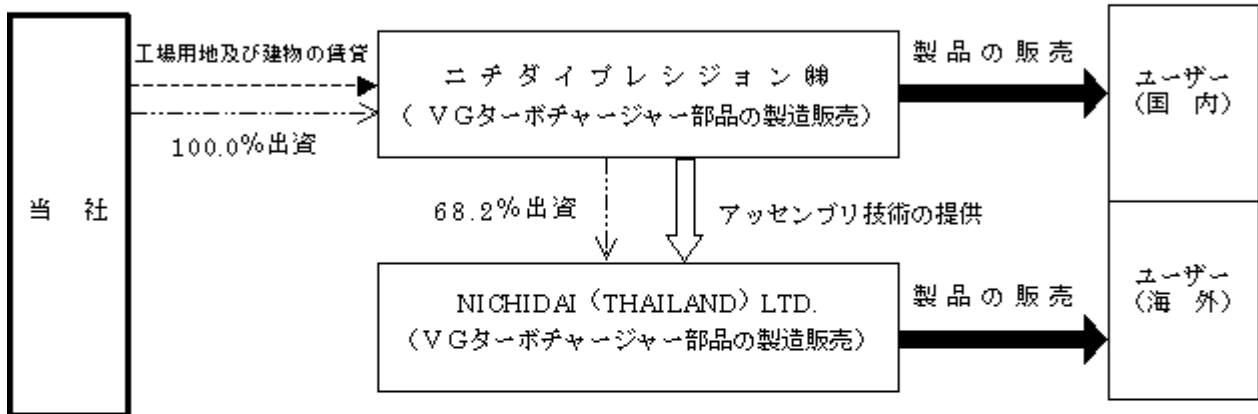 工場用地及び建物の賃貸
100.0%出資
当 社
ニチダイプレシジョン㈱
(VGターボチャージャー部品の製造販売)
製品の販売
ユーザー
(国 内)
68.2%出資
アッセンブリ技術の提供
NICHIDAI (THAILAND) LTD.
(VGターボチャージャー部品の製造販売)
製品の販売
ユーザー
(海 外)